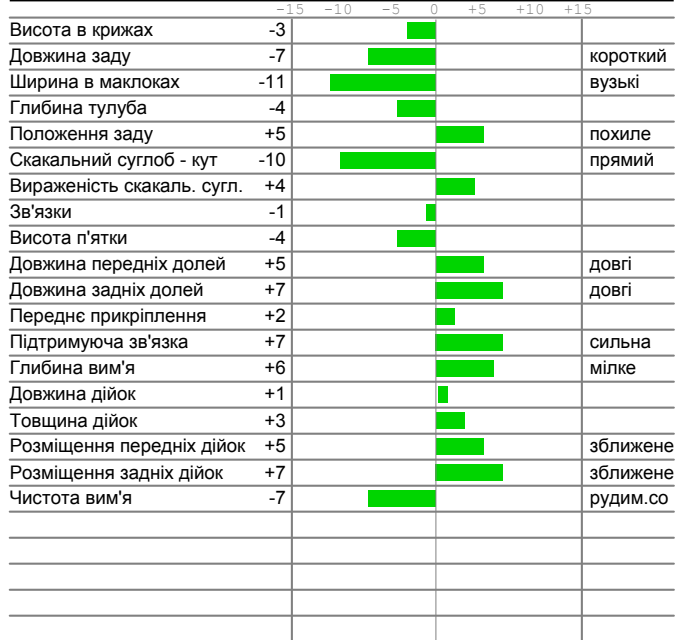 -15 -10 -5 0 +5 +10 +15
Висота в крижах -3
Довжина заду -7 короткий
Ширина в маклоках -11 вузькі
Глибина тулуба -4
Положення заду +5 похиле
Скакальний суглоб - кут -10 прямий
Вираженість скакаль. сугл. +4
Зв'язки -1
Висота п'ятки -4
Довжина передніх долей +5 довгі
Довжина задніх долей +7 довгі
Переднє прикріплення +2
Підтримуюча зв'язка +7 сильна
Глибина вим'я +6 мілке
Довжина дійок +1
Товщина дійок +3
Розміщення передніх дійок +5 зближене
Розміщення задніх дійок +7 зближене
Чистота вим'я -7 рудим.со